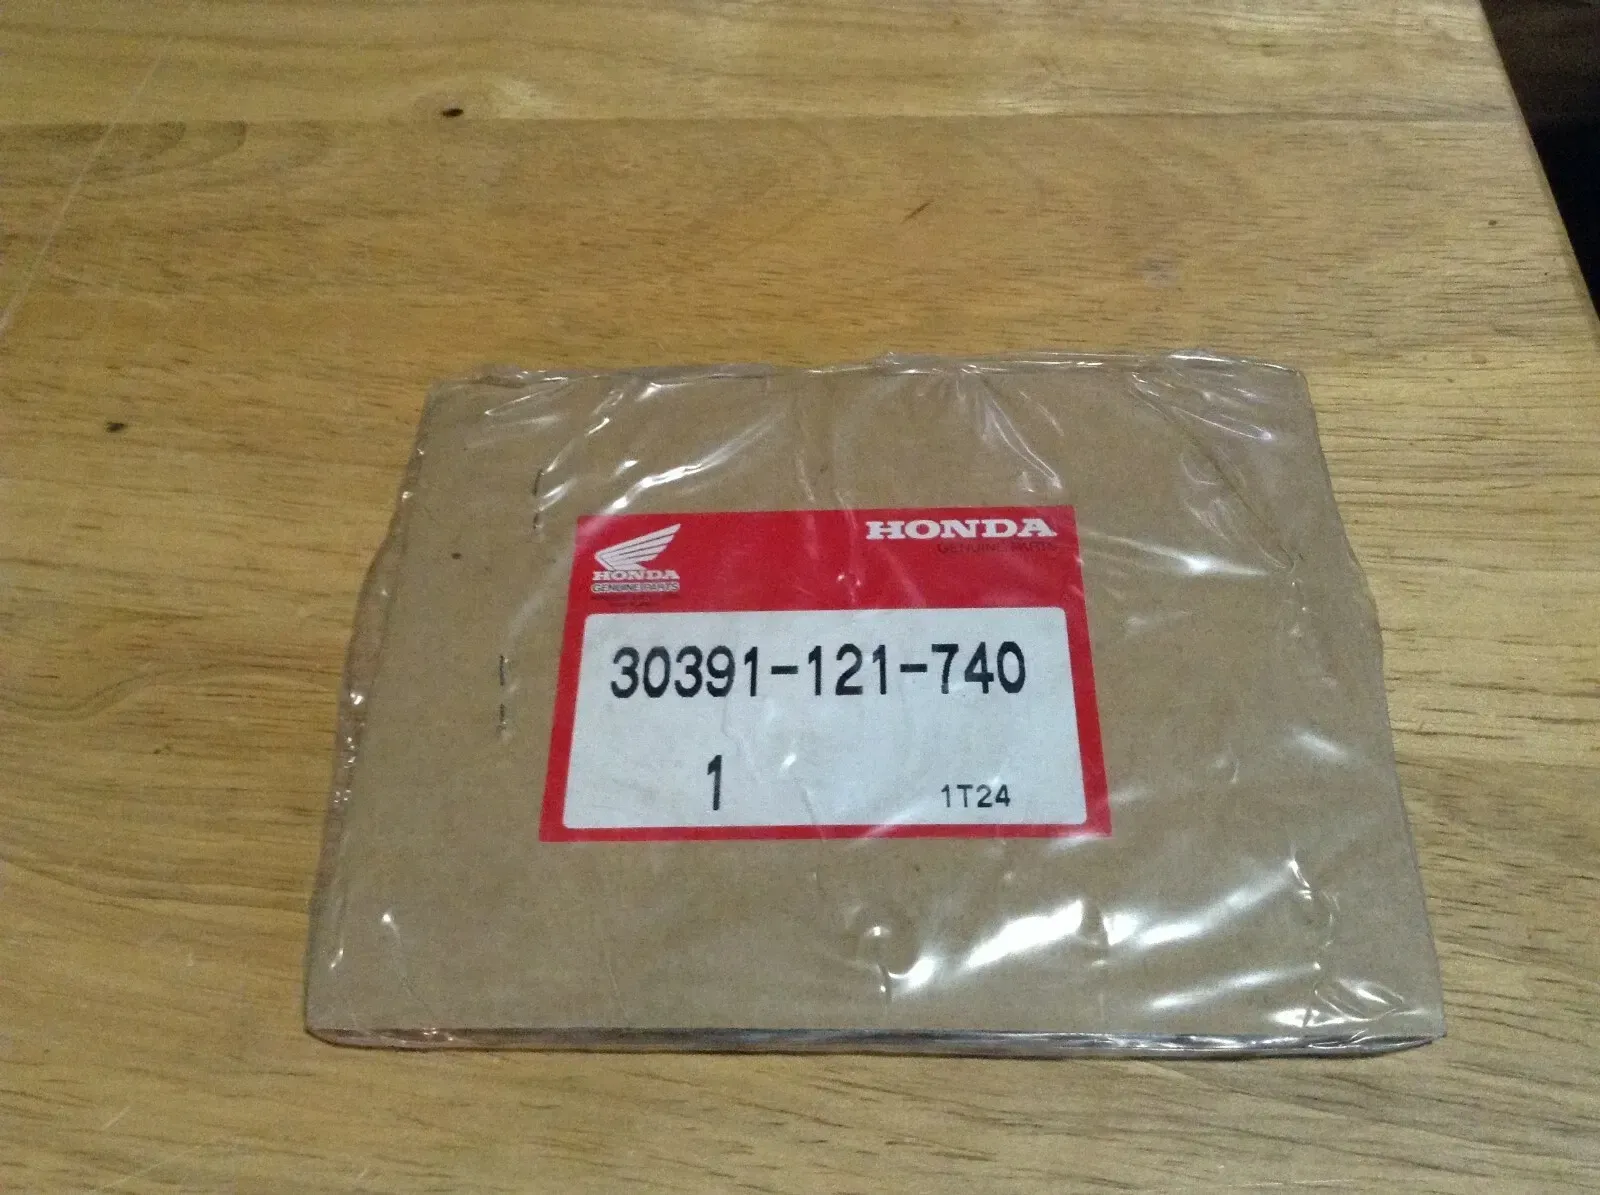 HONDA
GENUINE PARTS
HONDA
GENUINE PARTS
30391-121-740
1
1T24